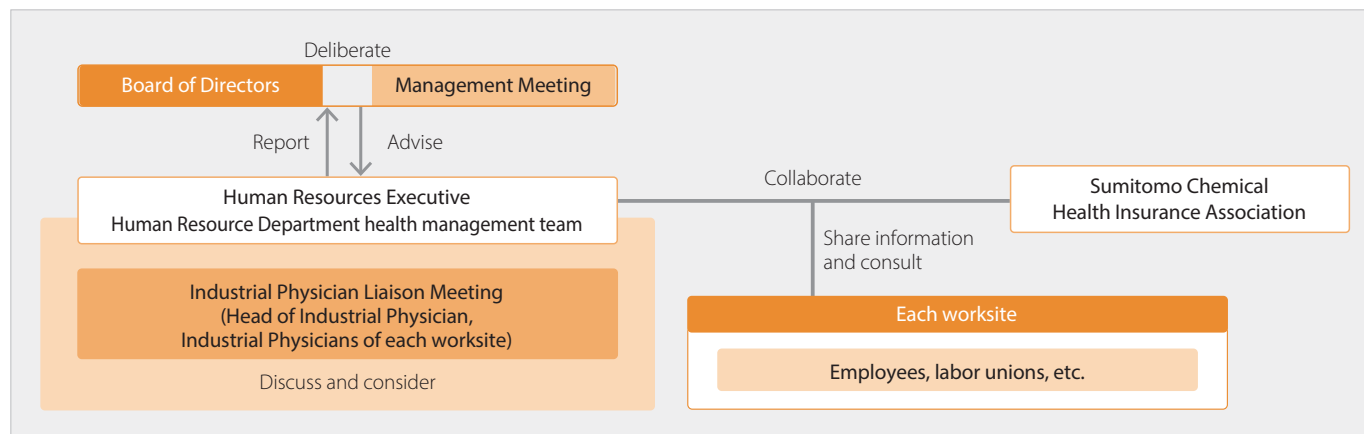 Deliberate
Board of Directors
Management Meeting
Report
Advise
Human Resources Executive
Human Resource Department health management team
Collaborate
Sumitomo Chemical
Health Insurance Association
Share information
and consult
Industrial Physician Liaison Meeting
(Head of Industrial Physician,
Industrial Physicians of each worksite)
Discuss and consider
Each worksite
Employees, labor unions, etc.